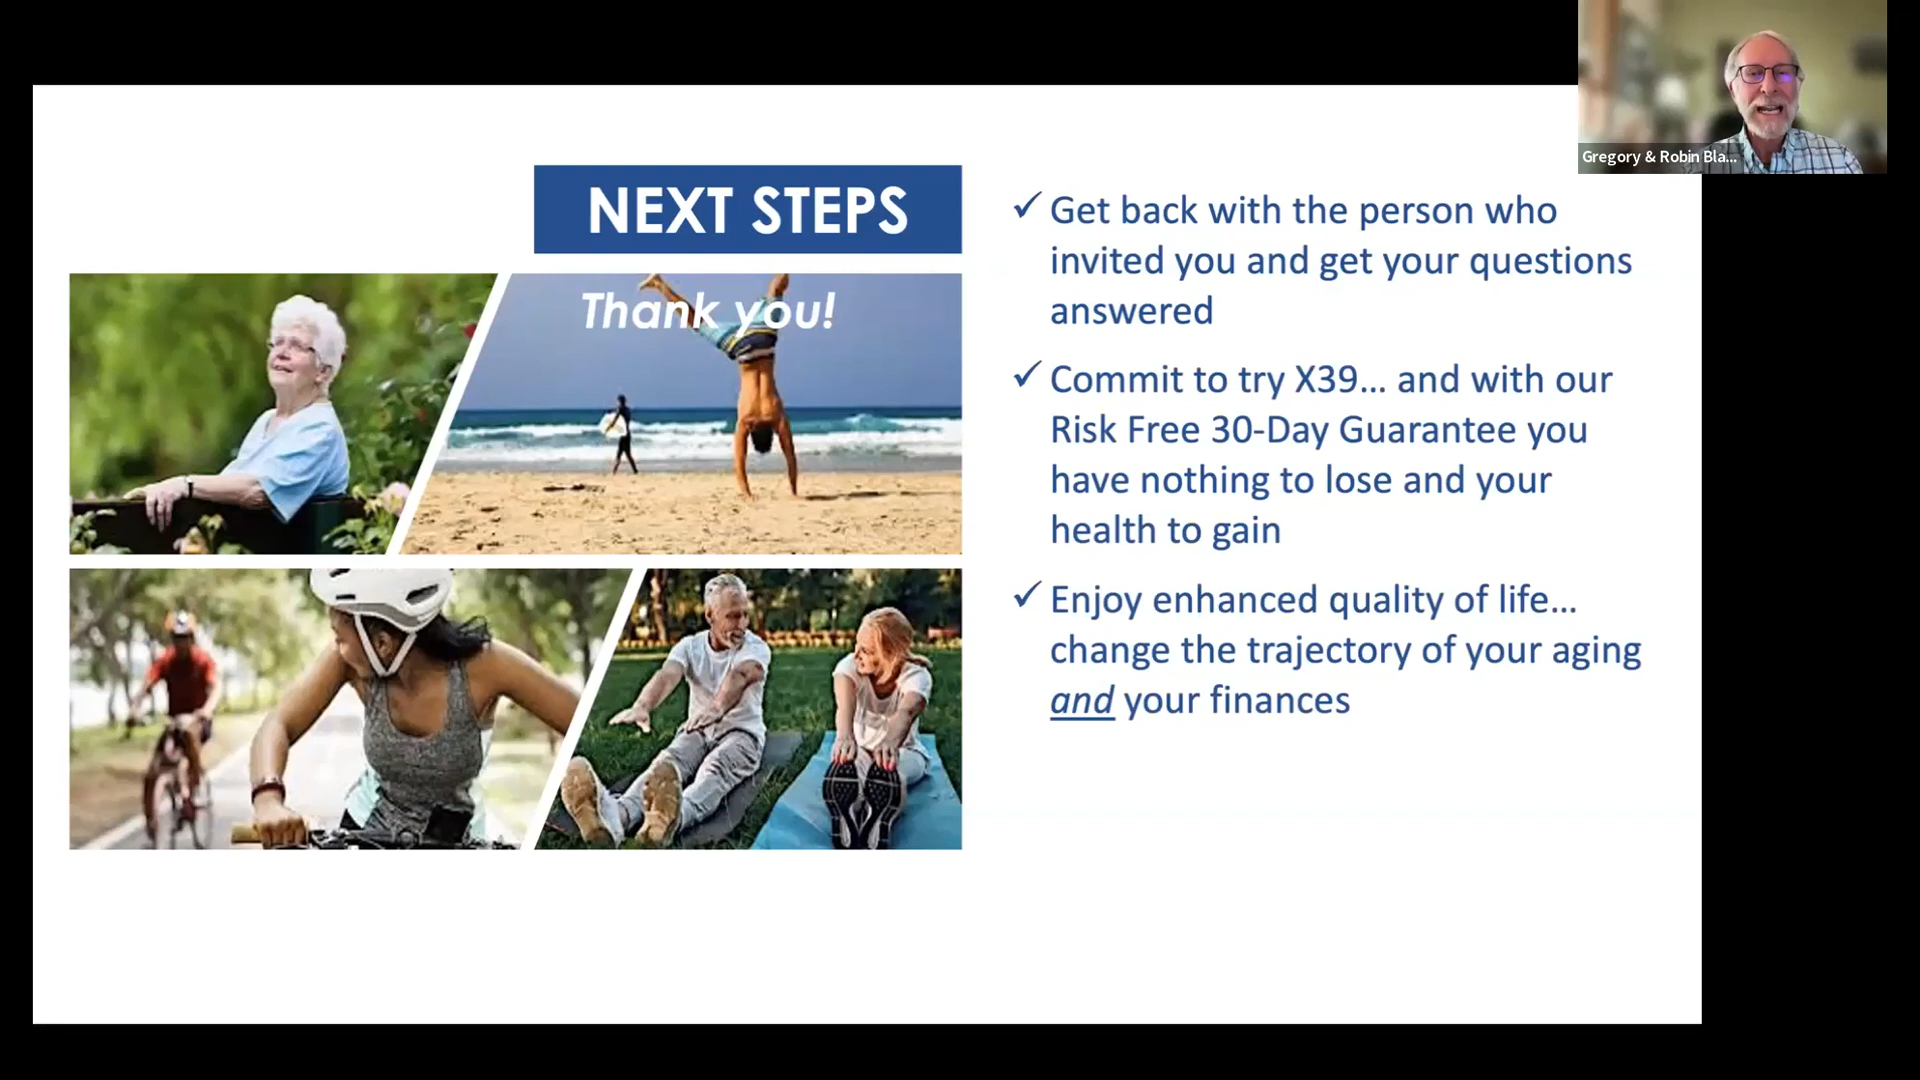 Gregory & Robin Bla...
NEXT STEPS
Thank you!
✓ Get back with the person who
invited you and get your questions
answered
✓ Commit to try X39... and with our
Risk Free 30-Day Guarantee you
have nothing to lose and your
health to gain
✓ Enjoy enhanced quality of life...
change the trajectory of your aging
and your finances